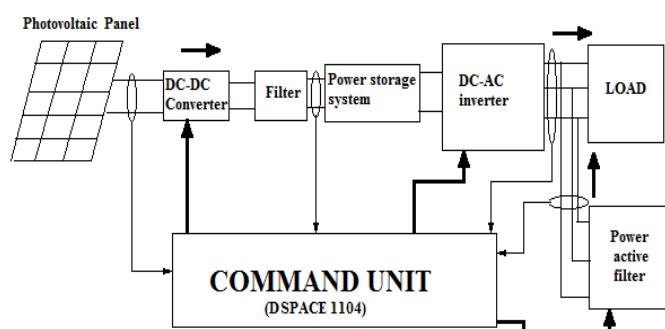 Photovoltaic Panel
DC-DC
Converter
Filter
Power storage
system
DC-AC
inverter
LOAD
Power
active
filter
COMMAND UNIT
(DSPACE 1104)